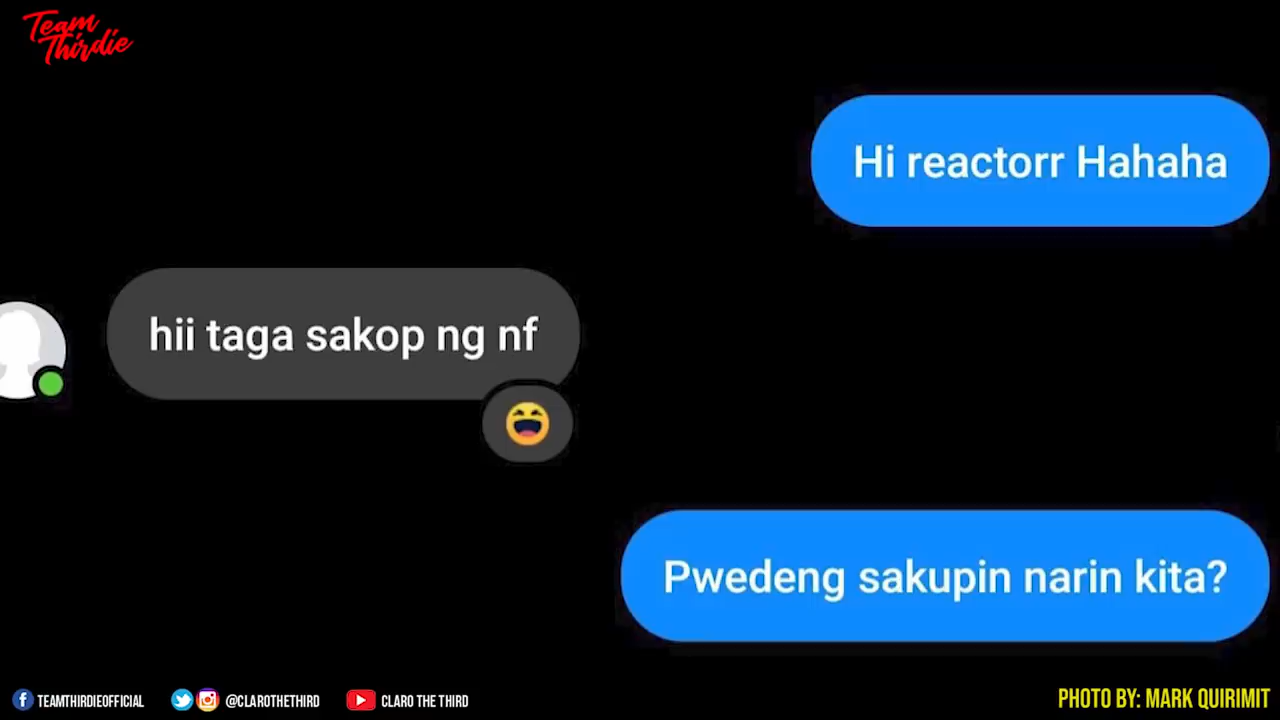 Team
Thirdie
Hi reactorr Hahaha
hii taga sakop ng nf
Pwedeng sakupin narin kita?
TEAMTHIRDIEOFFICIAL @CLAROTHETHIRD CLARO THE THIRD
PHOTO BY: MARK QUIRIMIT